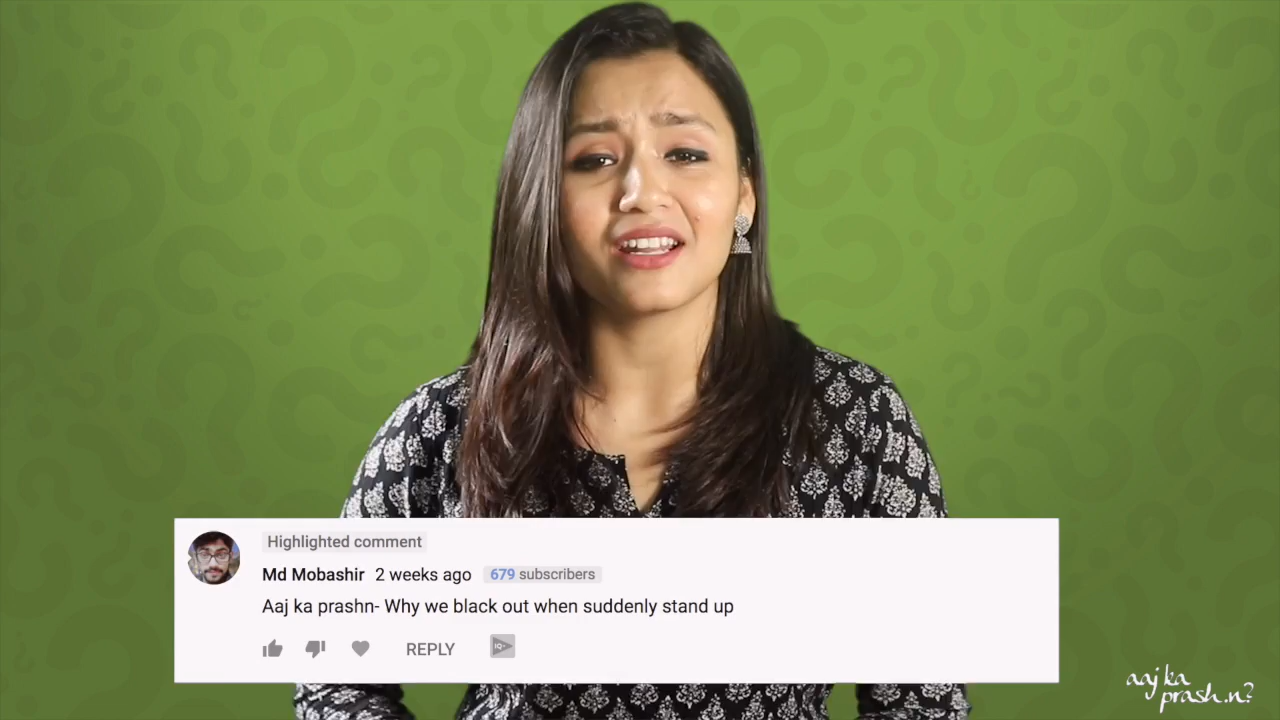 Highlighted comment
Md Mobashir 2 weeks ago 679 subscribers
Aaj ka prashn- Why we black out when suddenly stand up
REPLY
aaj ka
prash.n?